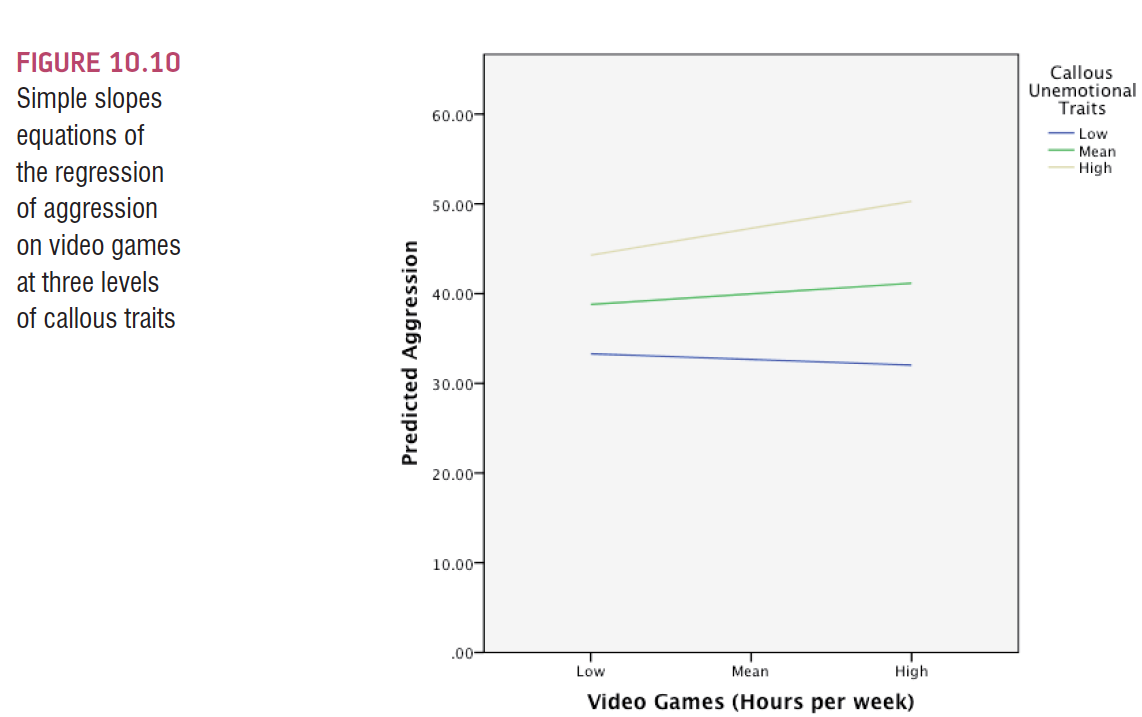 FIGURE 10.10
Simple slopes
equations of
the regression
of aggression
on video games
at three levels
of callous traits
Predicted Aggression
60.00
50.00
40.00
30.00
20.00
10.00
.00
Low
Mean
High
Video Games (Hours per week)
Callous
Unemotional
Traits
Low
Mean
High